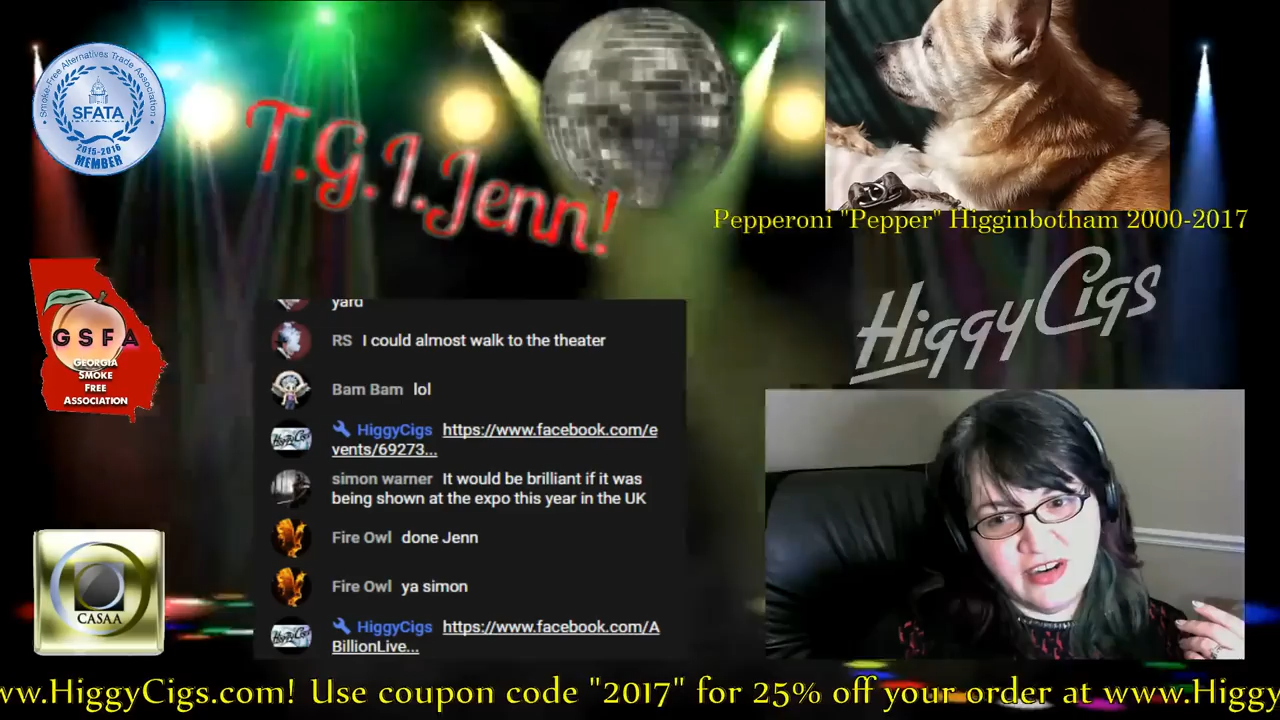 Smoke-Free Alternatives Trade Association
SFATA
2015-2016
MEMBER
T.G.I.Jenn!
Pepperoni "Pepper" Higginbotham 2000-2017
HiggyCigs
GSFA
GEORGIA
SMOKE
FREE
ASSOCIATION
yard
RS I could almost walk to the theater
Bam Bam lol
HiggyCigs https://www.facebook.com/e
vents/69273...
simon warner It would be brilliant if it was
being shown at the expo this year in the UK
Fire Owl done Jenn
Fire Owl ya simon
HiggyCigs https://www.facebook.com/A
BillionLive...
CASAA
ww.HiggyCigs.com! Use coupon code "2017" for 25% off your order at www.Higgy